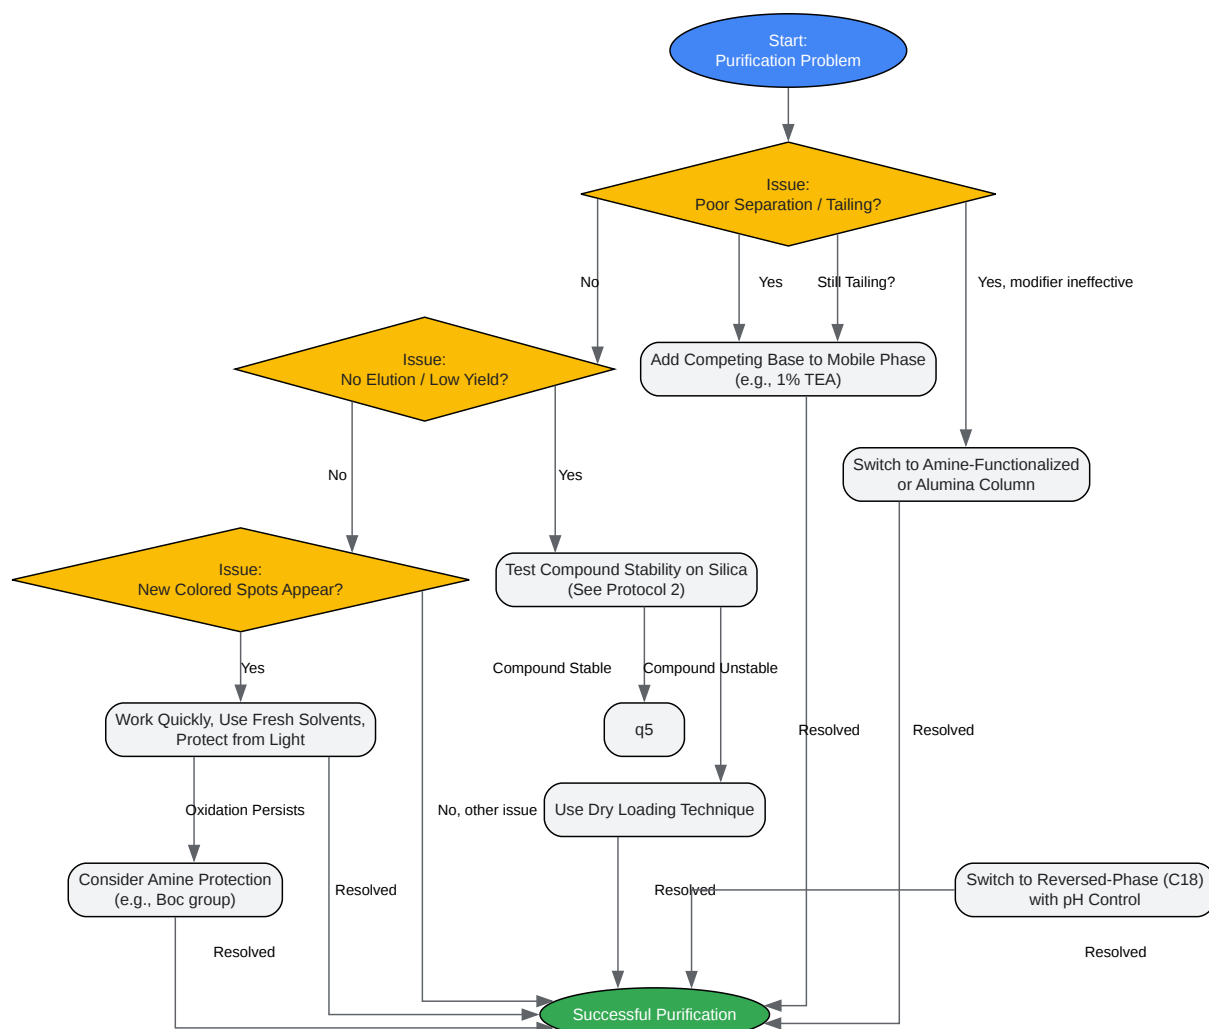 Start:
Purification Problem
Issue:
Poor Separation / Tailing?
No
Yes
Still Tailing?
Yes, modifier ineffective
Issue:
No Elution / Low Yield?
Add Competing Base to Mobile Phase
(e.g., 1% TEA)
Switch to Amine-Functionalized
or Alumina Column
No
Yes
Issue:
New Colored Spots Appear?
Test Compound Stability on Silica
(See Protocol 2)
Yes
Compound Stable
Compound Unstable
Work Quickly, Use Fresh Solvents,
Protect from Light
q5
Resolved
Resolved
Oxidation Persists
No, other issue
Use Dry Loading Technique
Consider Amine Protection
(e.g., Boc group)
Resolved
Resolved
Switch to Reversed-Phase (C18)
with pH Control
Resolved
Resolved
Successful Purification